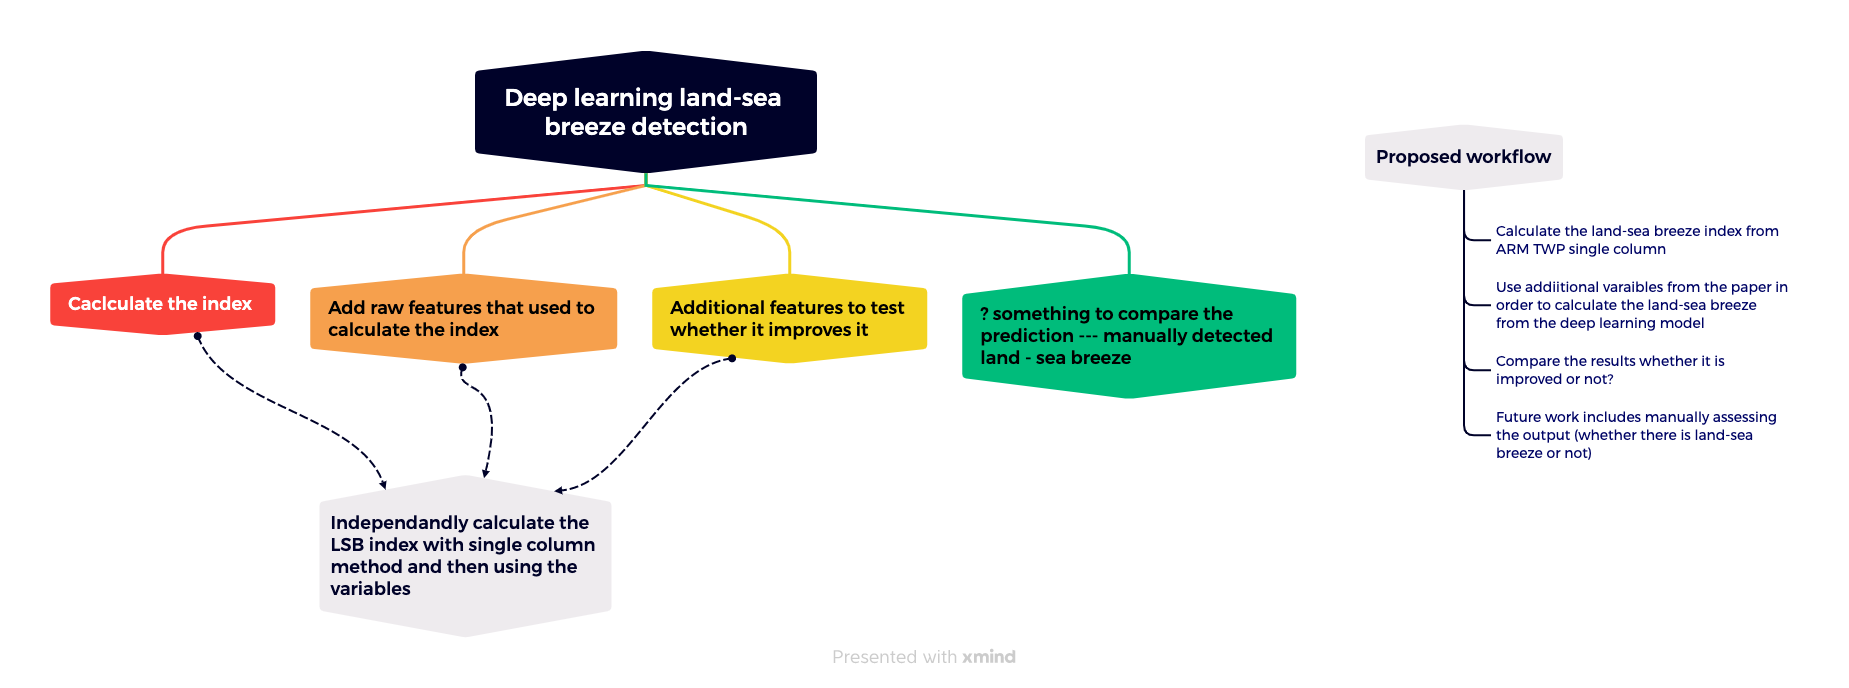 Deep learning land-sea
breeze detection
Caclculate the index
Add raw features that used to
calculate the index
Additional features to test
whether it improves it
? something to compare the
prediction --- manually detected
land - sea breeze
Independandly calculate the
LSB index with single column
method and then using the
variables
Proposed workflow
Calculate the land-sea breeze index from
ARM TWP single column
Use addiitional varaibles from the paper in
order to calculate the land-sea breeze
from the deep learning model
Compare the results whether it is
improved or not?
Future work includes manually assessing
the output (whether there is land-sea
breeze or not)
Presented with xmind